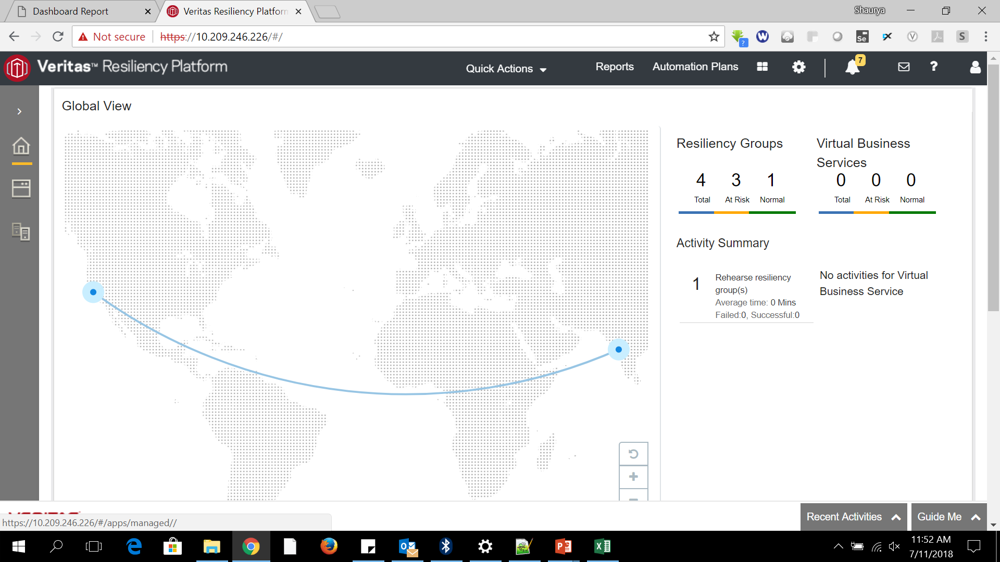 Dashboard Report
Veritas Resiliency Platform
Shaurya
Not secure
https://10.209.246.226/#/
?
W
Se
V
S
Veritas™ Resiliency Platform
Quick Actions
Reports
Automation Plans
7
?
Global View
Resiliency Groups
4 3 1
Total At Risk Normal
Virtual Business
Services
0 0 0
Total At Risk Normal
Activity Summary
1
Rehearse resiliency
group(s)
Average time: 0 Mins
Failed:0, Successful:0
No activities for Virtual
Business Service
https://10.209.246.226/#/apps/managed//
Recent Activities
Guide Me
11:52 AM
7/11/2018